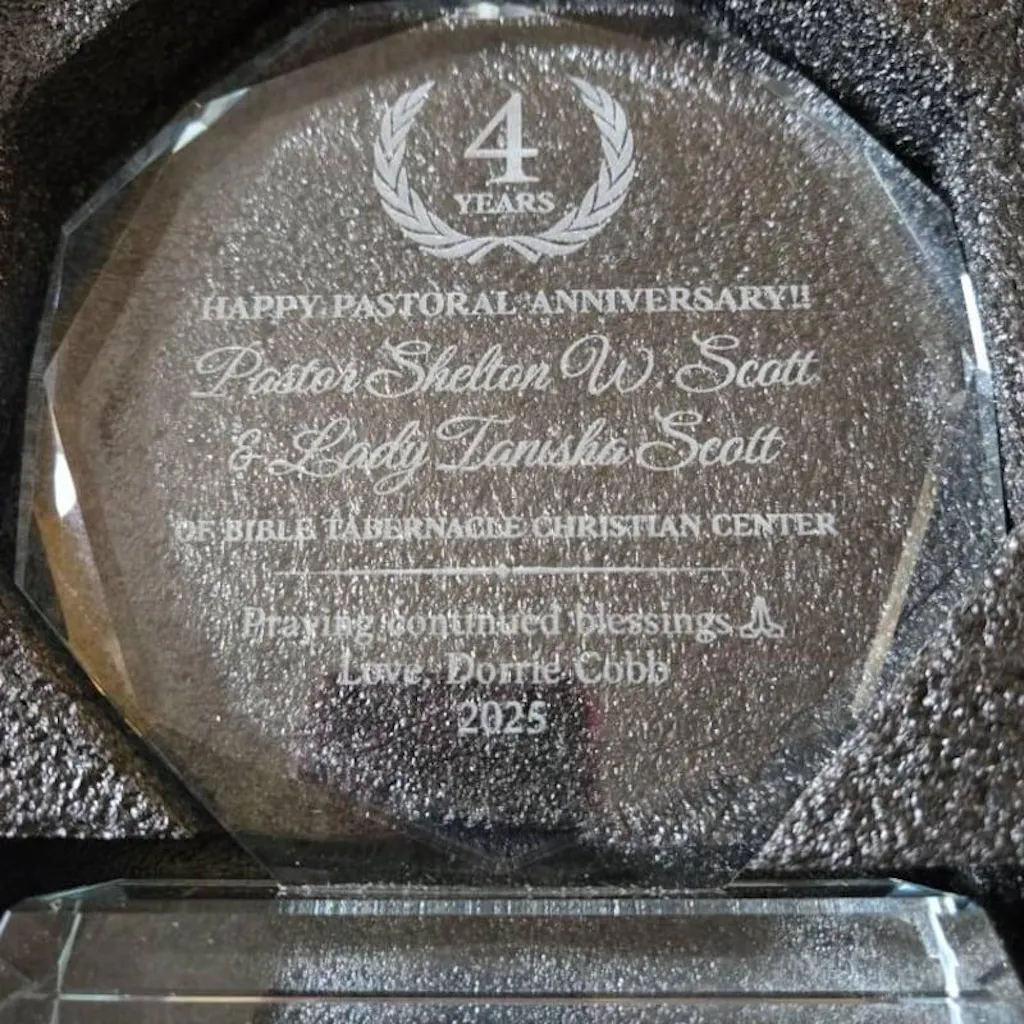 4
YEARS
HAPPY PASTORAL ANNIVERSARY!!
Pastor Shelton W. Scott
& Lady Tanisha Scott
OF BIBLE TABERNACLE CHRISTIAN CENTER
Praying continued blessings 🙏
Love, Dorrie Cobb
2025